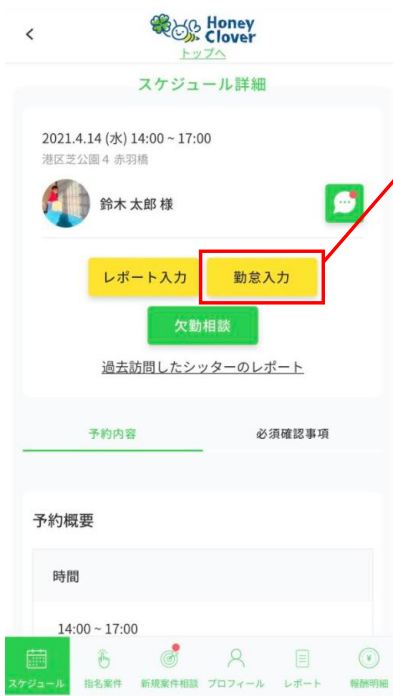 Honey
Clover
トップへ
スケジュール詳細
2021.4.14 (水) 14:00 ~ 17:00
港区芝公園 4 赤羽橋
鈴木 太郎 様
レポート入力
勤怠入力
欠勤相談
過去訪問したシッターのレポート
予約内容
必須確認事項
予約概要
時間
14:00 ~ 17:00
スケジュール
指名案件
新規案件相談
プロフィール
レポート
報酬明細